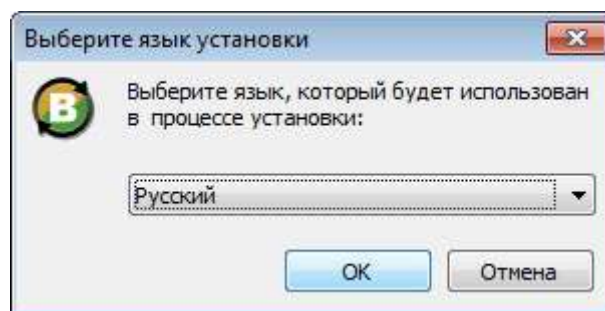 Выберите язык установки
B
Выберите язык, который будет использован
в процессе установки:
Русский
OK
Отмена